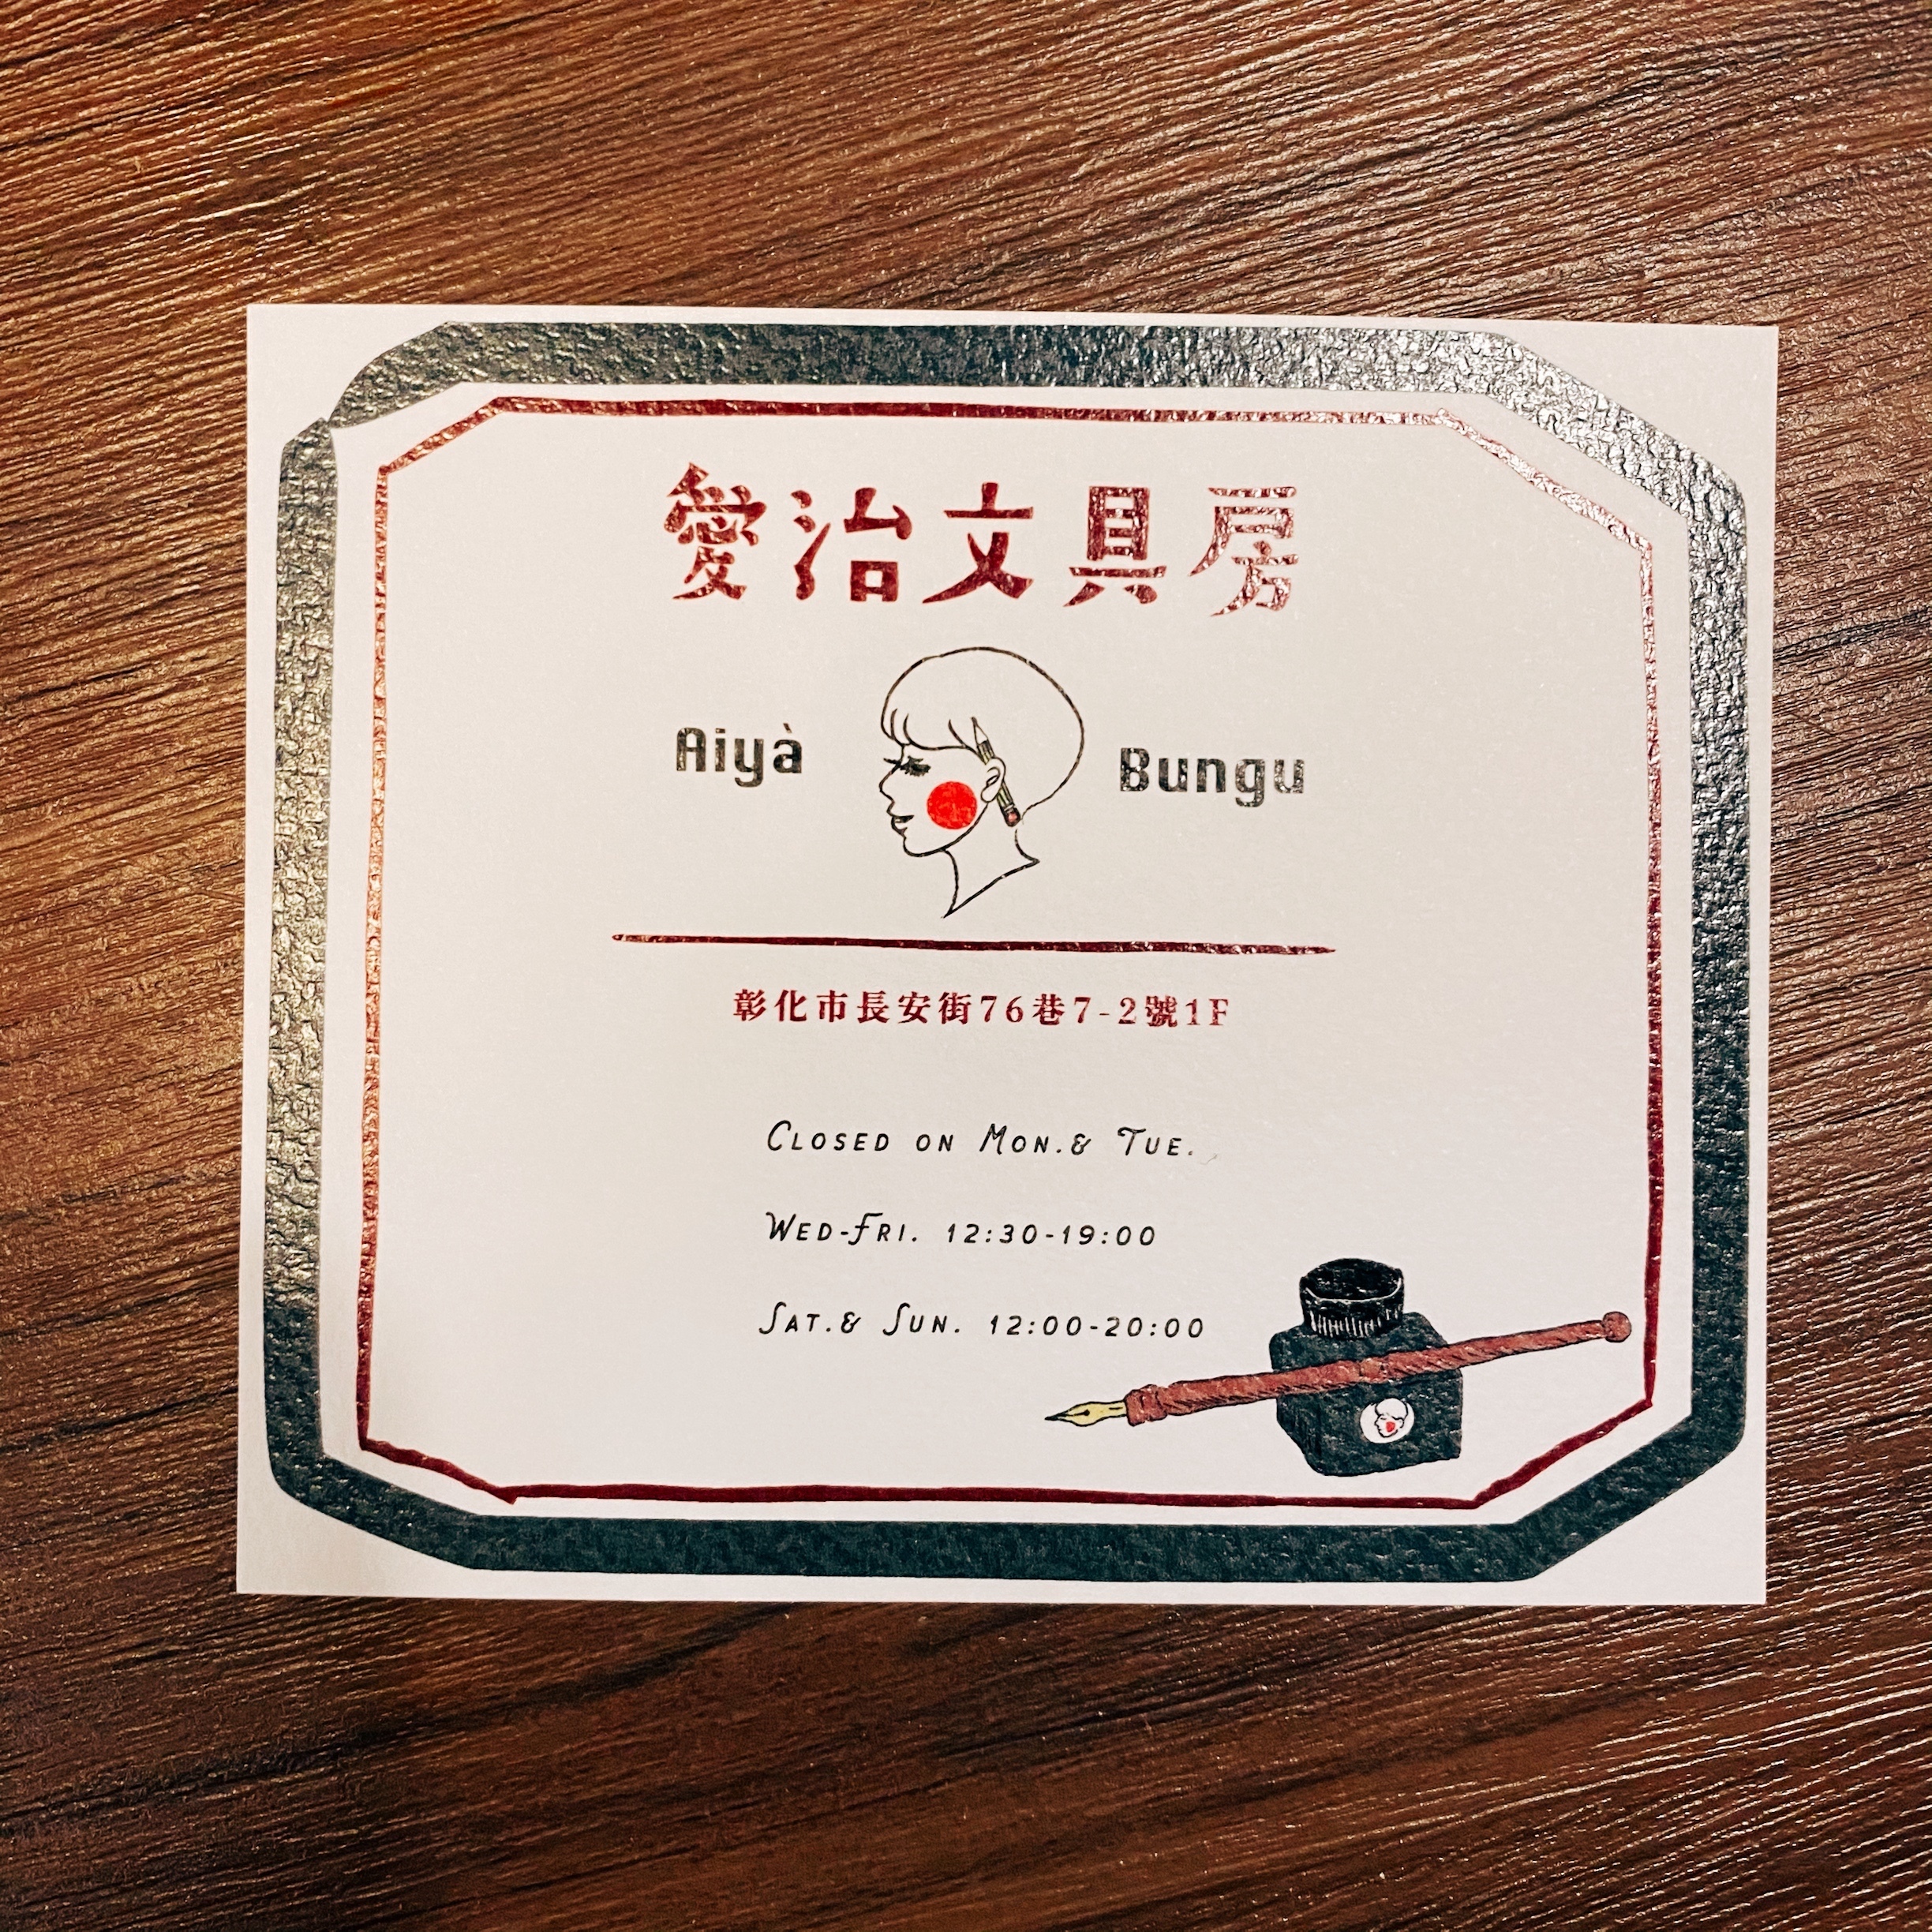 愛治文具房
Aiyà Bungu
彰化市長安街76巷7-2號1F
CLOSED ON MON.& TUE.
WED-FRI. 12:30-19:00
SAT.& SUN. 12:00-20:00